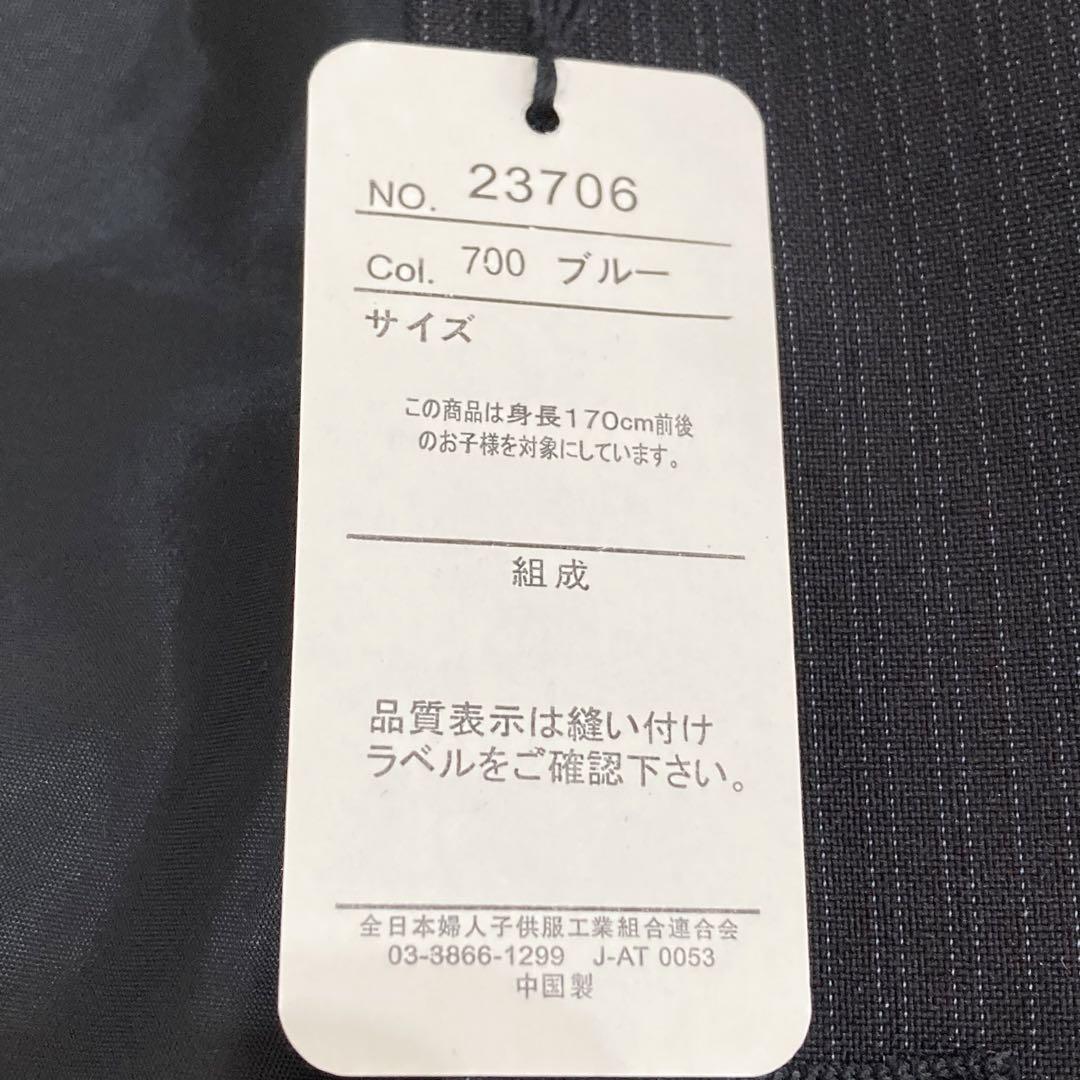 NO. 23706
Col. 700 ブルー
サイズ
この商品は身長170cm前後
のお子様を対象にしています。
組成
品質表示は縫い付け
ラベルをご確認下さい。
全日本婦人子供服工業組合連合会
03-3866-1299 J-AT 0053
中国製